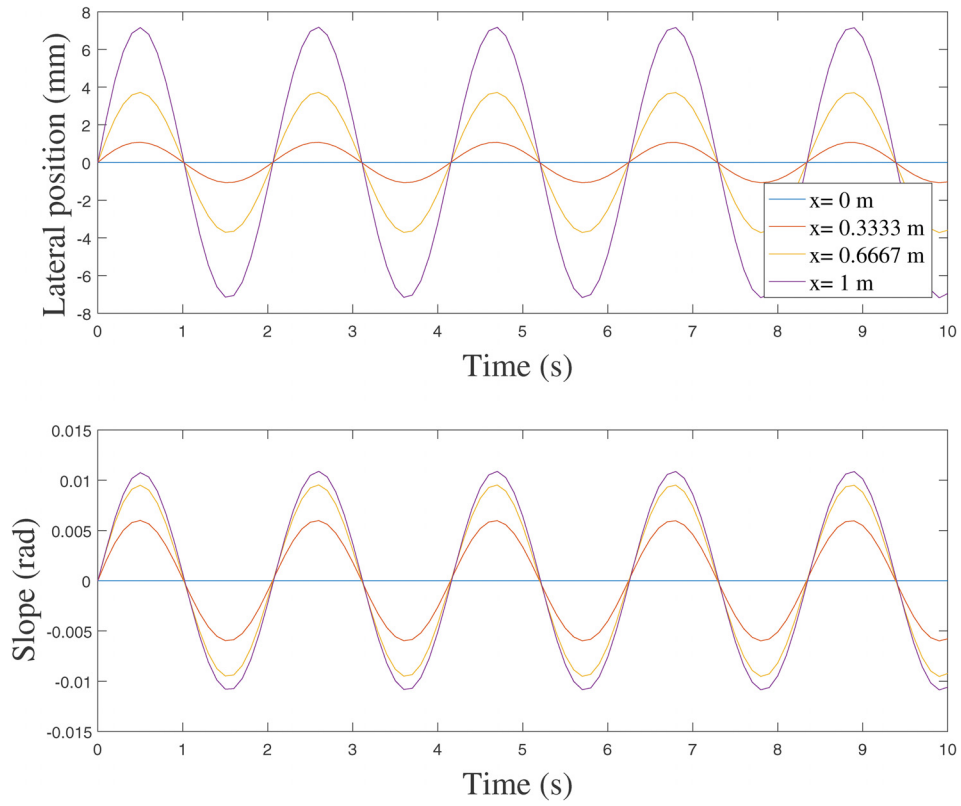 8
6
4
2
0
-2
-4
-6
-8
Lateral position (mm)
x= 0 m
x= 0.3333 m
x= 0.6667 m
x= 1 m
0 1 2 3 4 5 6 7 8 9 10
Time (s)
0.015
0.01
0.005
0
-0.005
-0.01
-0.015
Slope (rad)
0 1 2 3 4 5 6 7 8 9 10
Time (s)